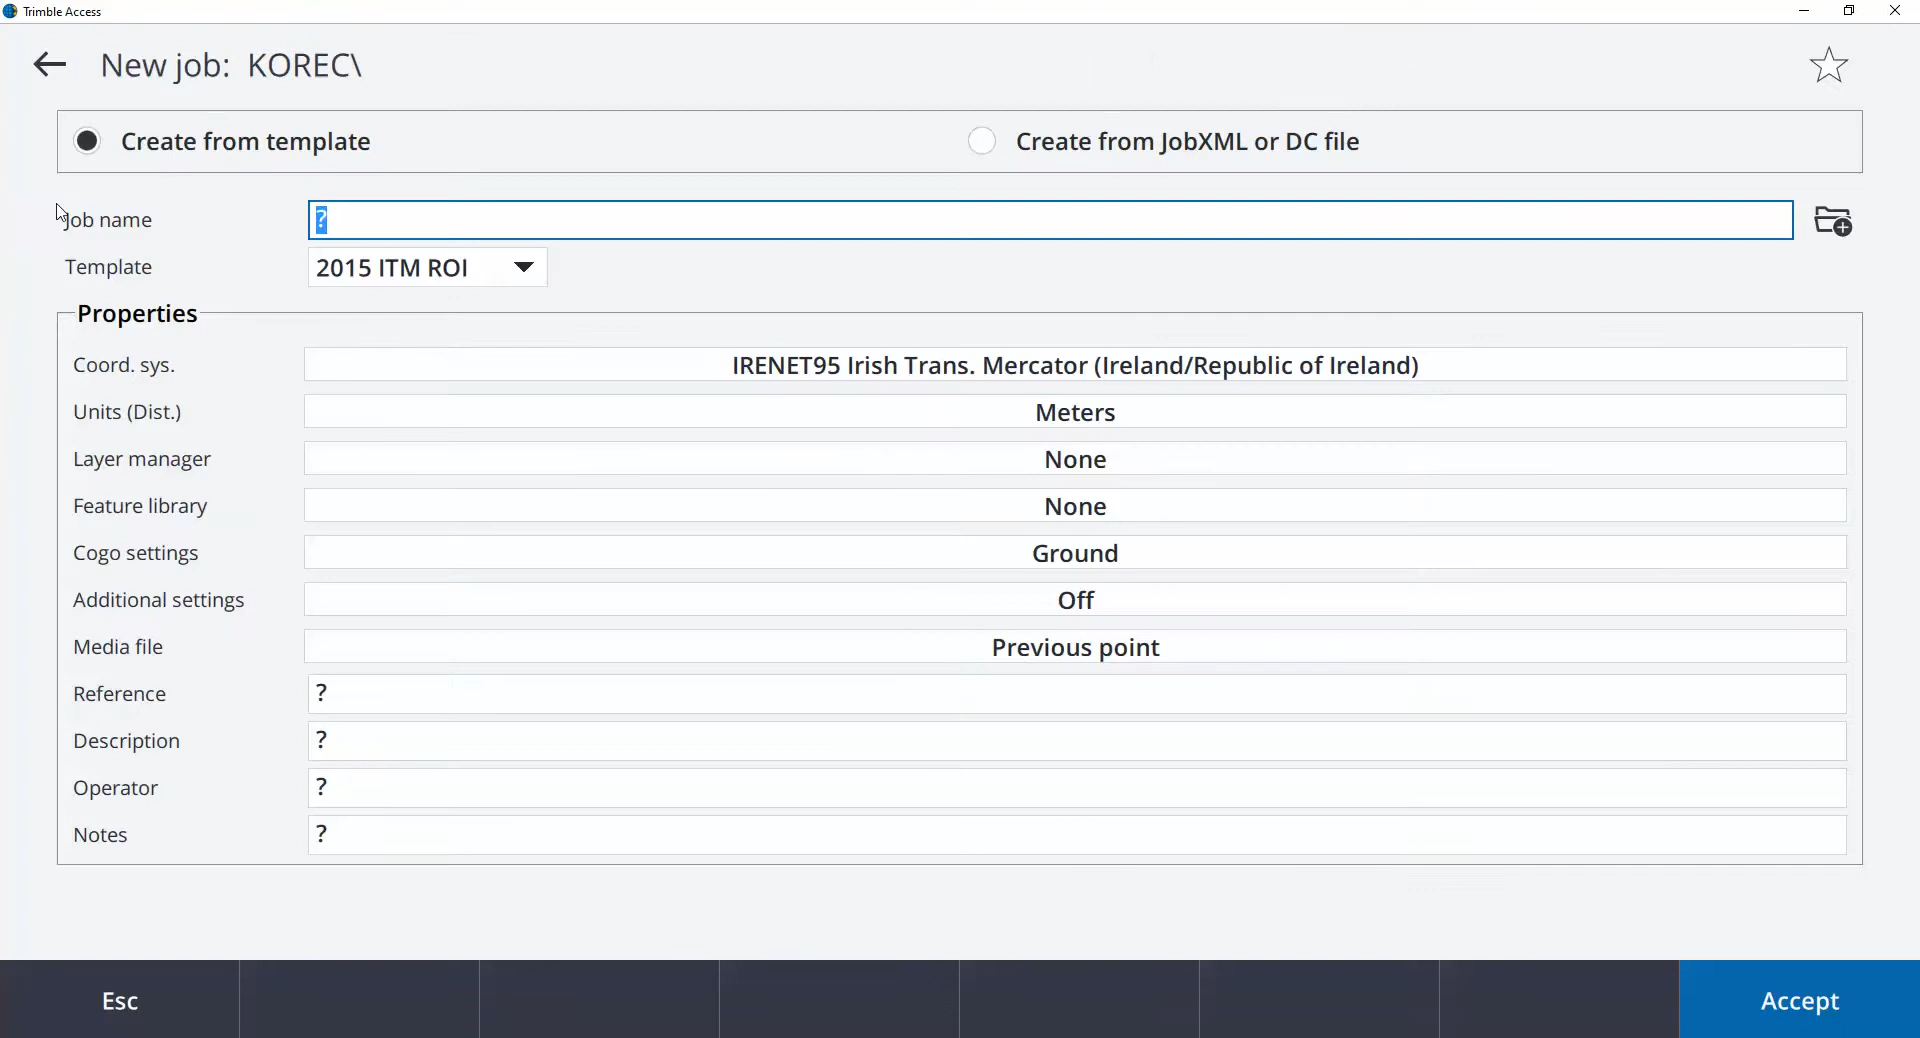 Trimble Access
New job: KOREC\
Create from template
Create from JobXML or DC file
Job name
?
Template
2015 ITM ROI
Properties
Coord. sys.
IRENET95 Irish Trans. Mercator (Ireland/Republic of Ireland)
Units (Dist.)
Meters
Layer manager
None
Feature library
None
Cogo settings
Ground
Additional settings
Off
Media file
Previous point
Reference
?
Description
?
Operator
?
Notes
?
Esc
Accept